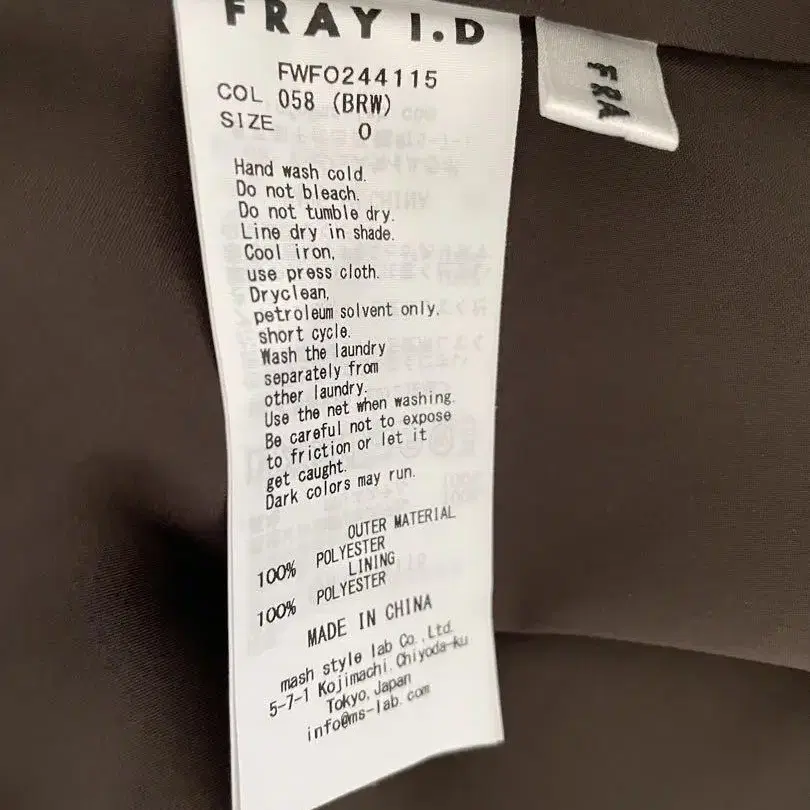 FRAY I.D
FRA
FWFO244115
COL 058 (BRW)
SIZE 0
Hand wash cold.
Do not bleach.
Do not tumble dry.
Line dry in shade.
Cool iron,
use press cloth.
Dryclean,
petroleum solvent only.
short cycle.
Wash the laundry
separately from
other laundry.
Use the net when washing.
Be careful not to expose
to friction or let it
get caught.
Dark colors may run.
OUTER MATERIAL
100% POLYESTER
LINING
100% POLYESTER
MADE IN CHINA
mash style lab Co.,Ltd.
5-7-1 Kojimachi, Chiyoda-ku
Tokyo, Japan
info@ms-lab.com